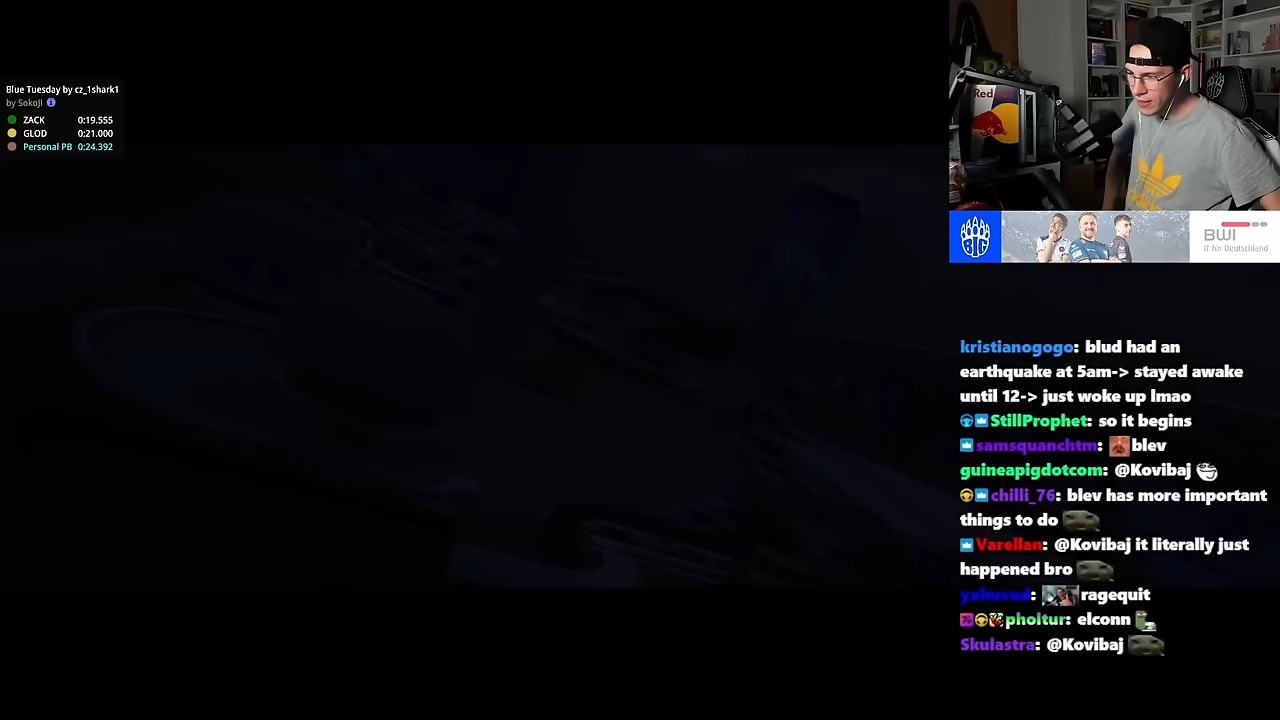 Blue Tuesday by cz_1shark1
by SokoJI
ZACK 0:19.555
GLOD 0:21.000
Personal PB 0:24.392
Red Bull
BIG
BWI
IT für Deutschland
kristianogogo: blud had an
earthquake at 5am-> stayed awake
until 12-> just woke up lmao
StillProphet: so it begins
samsquanchtm: blev
guineapigdotcom: @Kovibaj
chilli_76: blev has more important
things to do
Varellan: @Kovibaj it literally just
happened bro
yxhuvud: ragequit
pholtur: elconn
Skulastra: @Kovibaj